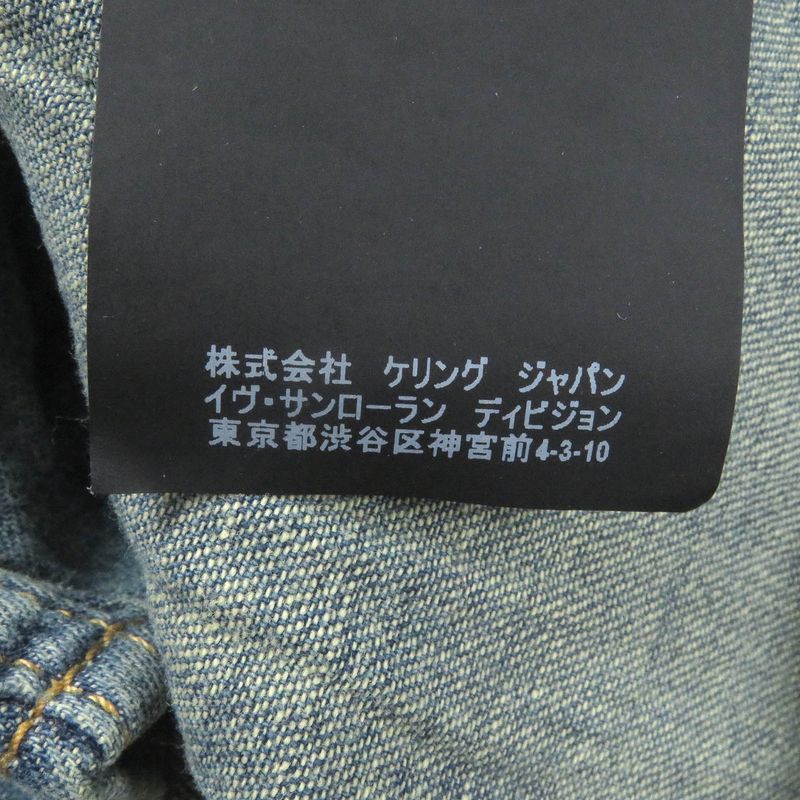 株式会社 ケリング ジャパン
イヴ・サンローラン ディビジョン
東京都渋谷区神宮前4-3-10